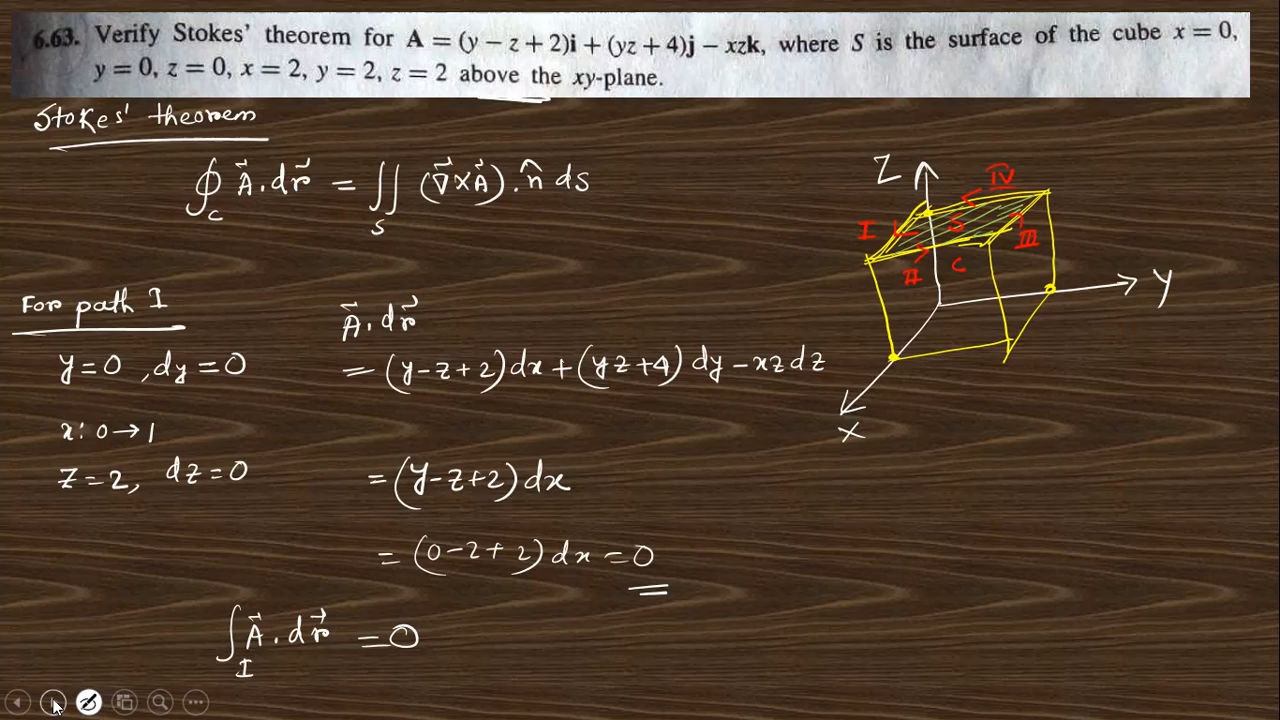 6.63. Verify Stokes' theorem for A = (y − z + 2)i + (yz + 4)j − xzk, where S is the surface of the cube x = 0,
y = 0, z = 0, x = 2, y = 2, z = 2 above the xy-plane.
Stokes' theorem
∮_C A⃗ . dr⃗ = ∬_S (∇⃗ × A⃗) . n̂ ds
Z
IV
I
S
III
II
C
Y
X
For path I
A⃗ . dr⃗
y = 0 , dy = 0
= (y − z + 2) dx + (yz + 4) dy − xz dz
x : 0 → 1
z = 2, dz = 0
= (y − z + 2) dx
= (0 − 2 + 2) dx = 0
∫_I A⃗ . dr⃗ = 0